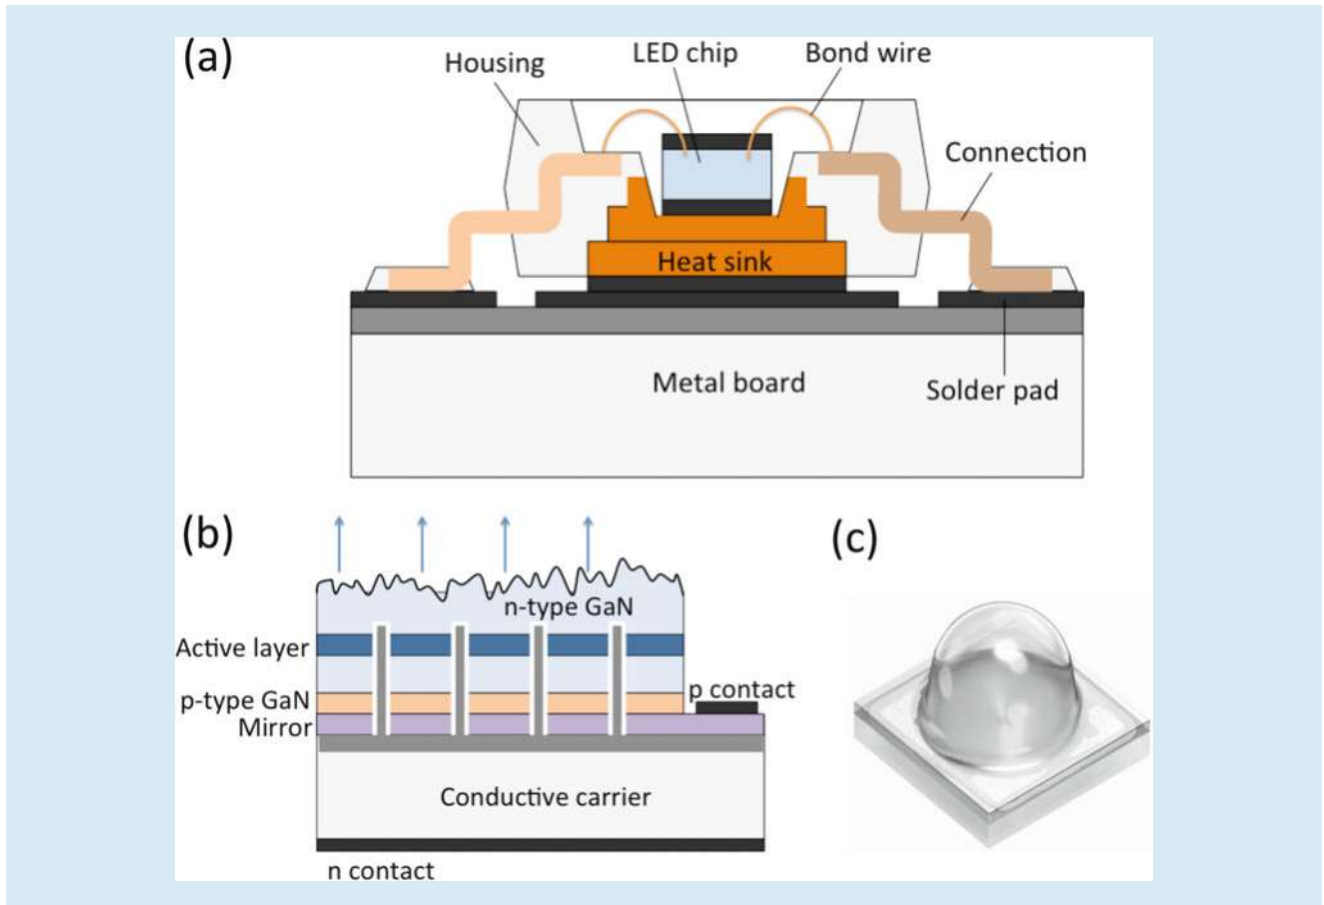 (a)
Housing
LED chip
Bond wire
Connection
Heat sink
Metal board
Solder pad
(b)
n-type GaN
Active layer
p-type GaN
p contact
Mirror
Conductive carrier
n contact
(c)